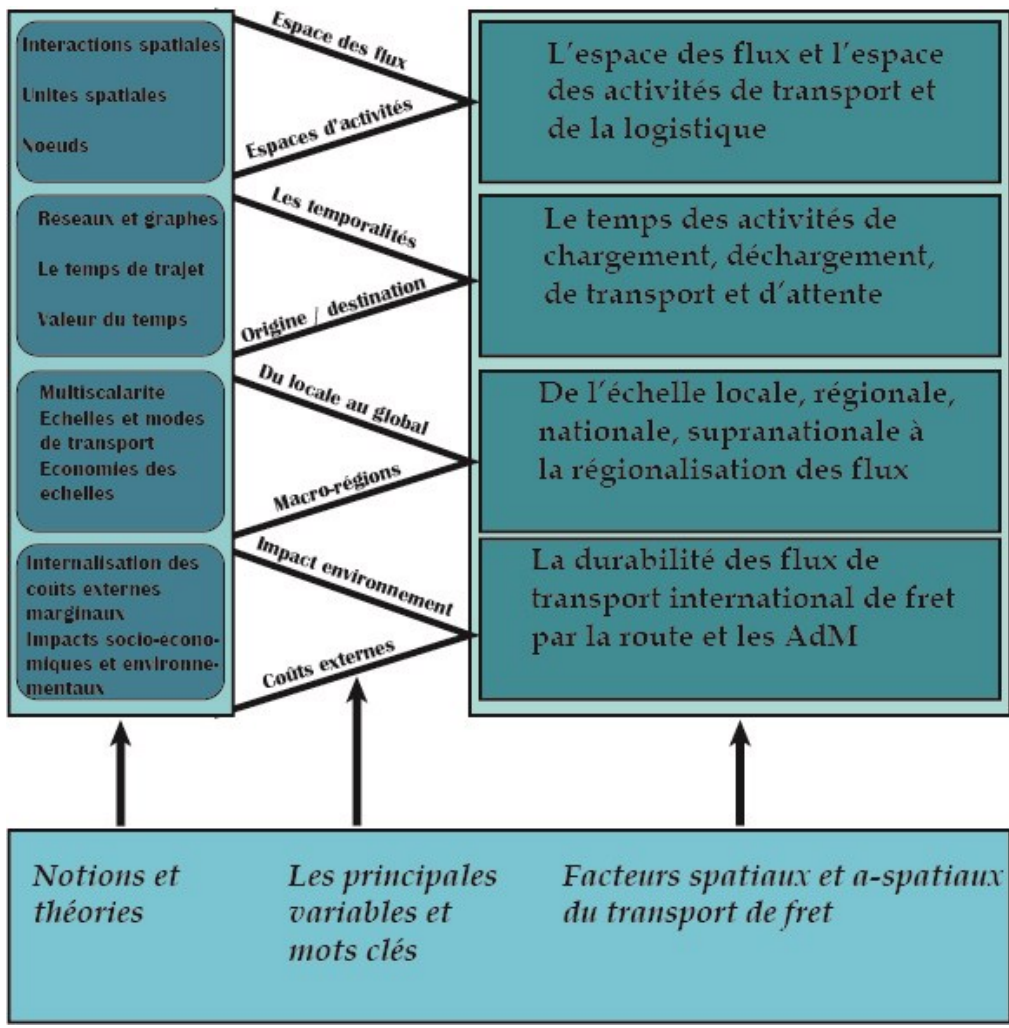 Interactions spatiales
Unites spatiales
Noeuds
Reseaux et graphes
Le temps de trajet
Valeur du temps
Multiscalarité
Echelles et modes
de transport
Economies des
echelles
Internalisation des
coûts externes
marginaux
Impacts socio-econo-
miques et environne-
mentaux
Espace des flux
Espaces d'activités
Les temporalités
Origine / destination
Du locale au global
Macro-régions
Impact environnement
Coûts externes
L'espace des flux et l'espace
des activités de transport et
de la logistique
Le temps des activités de
chargement, déchargement,
de transport et d'attente
De l'échelle locale, régionale,
nationale, supranationale à
la régionalisation des flux
La durabilité des flux de
transport international de fret
par la route et les AdM
Notions et
théories
Les principales
variables et
mots clés
Facteurs spatiaux et a-spatiaux
du transport de fret